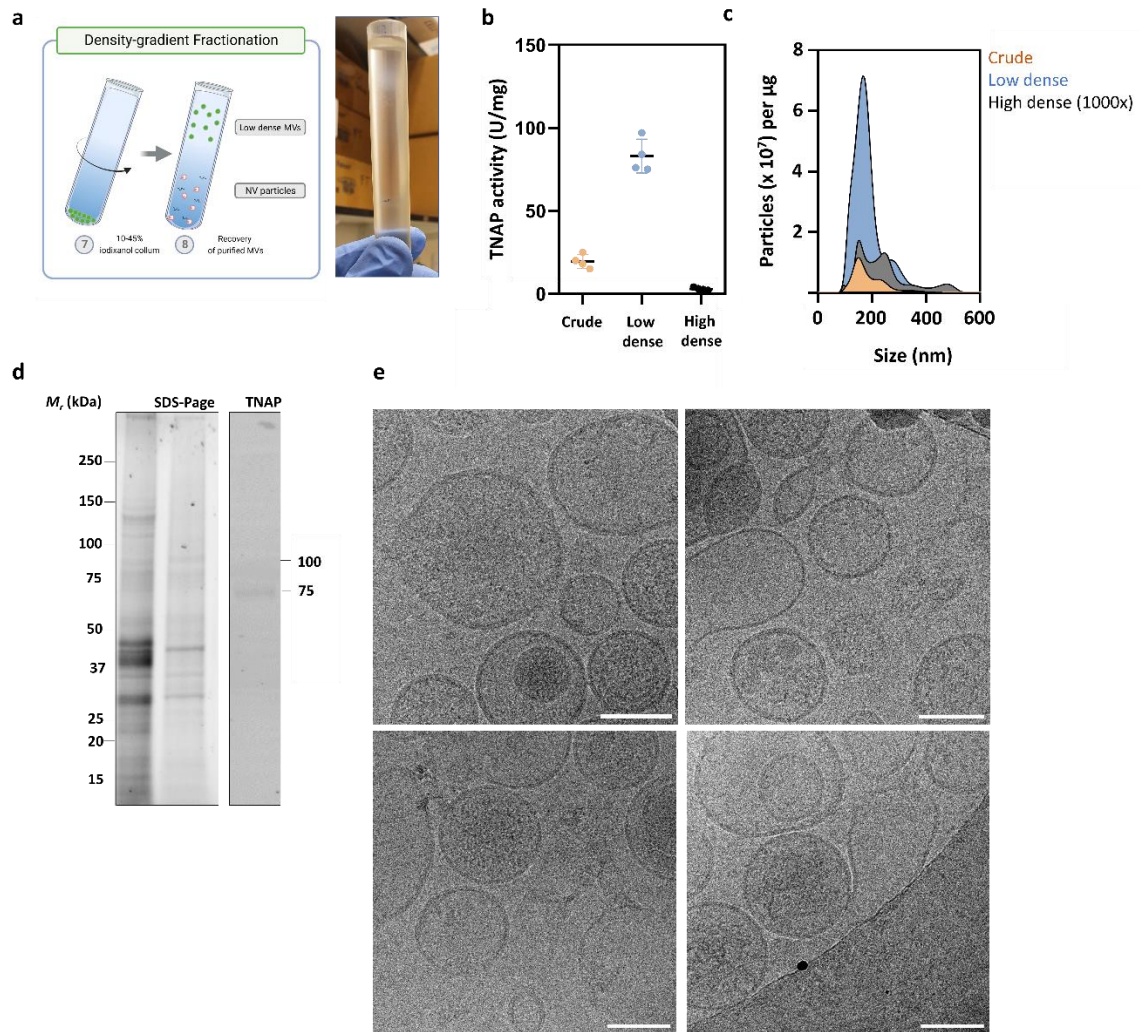 a
Density-gradient Fractionation
Low dense MVs
NV particles
7
10-45%
iodixanol collum
8
Recovery
of purified MVs
b
TNAP activity (U/mg)
150
100
50
0
Crude
Low
dense
High
dense
c
Particles (x 10⁷) per µg
8
6
4
2
0
200
400
600
Size (nm)
Crude
Low dense
High dense (1000x)
d
Mr (kDa)
SDS-Page
TNAP
250
150
100
75
50
37
25
20
15
100
75
e